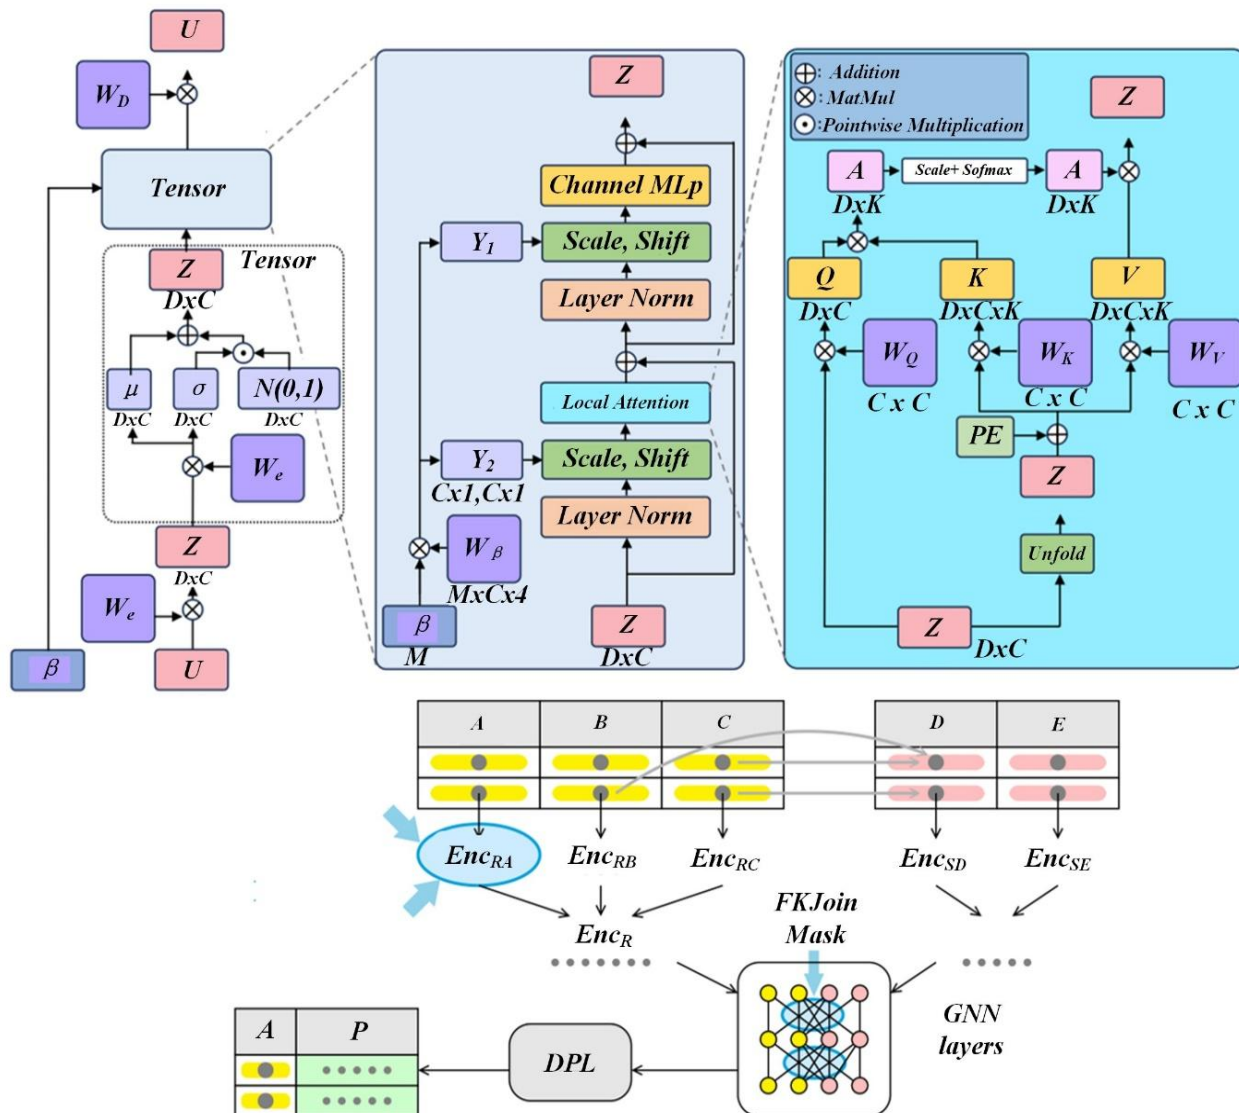 U
W_D
Tensor
Z
DxC
Tensor
μ
σ
N(0,1)
DxC
DxC
DxC
W_e
Z
DxC
W_e
β
U
Z
Channel MLp
Y_1
Scale, Shift
Layer Norm
Local Attention
Y_2
Scale, Shift
Cx1,Cx1
Layer Norm
W_β
MxCx4
β
M
Z
DxC
⊕: Addition
⊗: MatMul
⊙:Pointwise Multiplication
Z
A
Scale+ Sofmax
A
DxK
DxK
Q
K
V
DxC
DxCxK
DxCxK
W_Q
W_K
W_V
C x C
C x C
C x C
PE
Z
Unfold
Z
DxC
A B C D E
Enc_RA Enc_RB Enc_RC Enc_SD Enc_SE
Enc_R
FKJoin
Mask
GNN
layers
DPL
A P